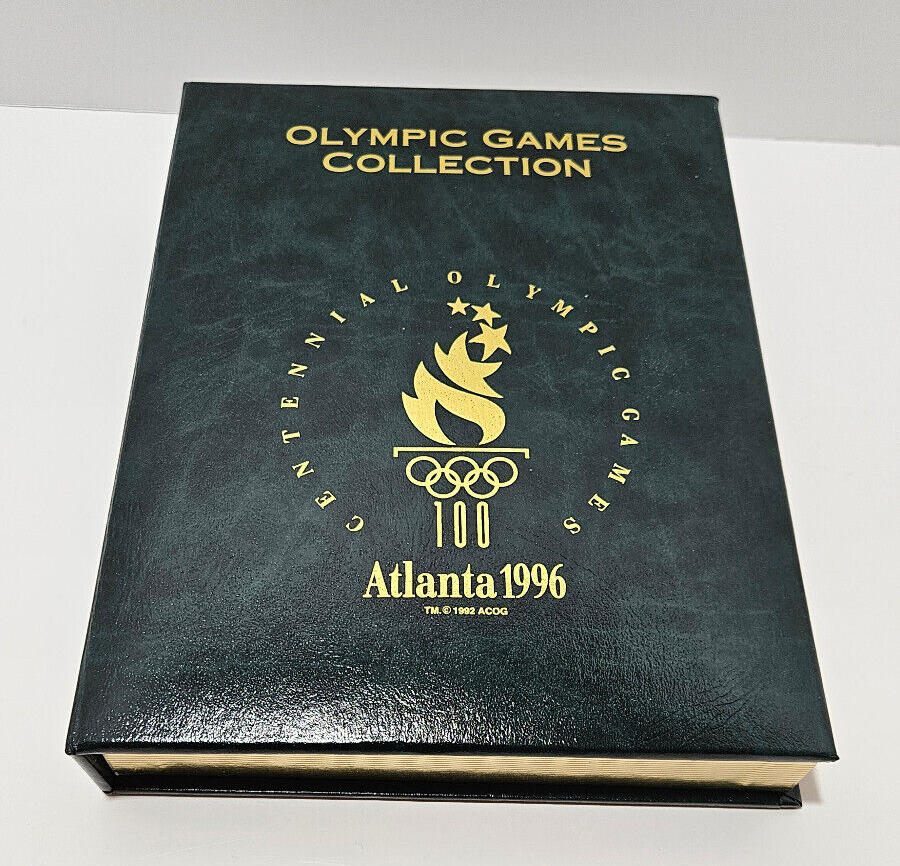 OLYMPIC GAMES
COLLECTION
CENTENNIAL OLYMPIC GAMES
100
Atlanta 1996
TM. © 1992 ACOG